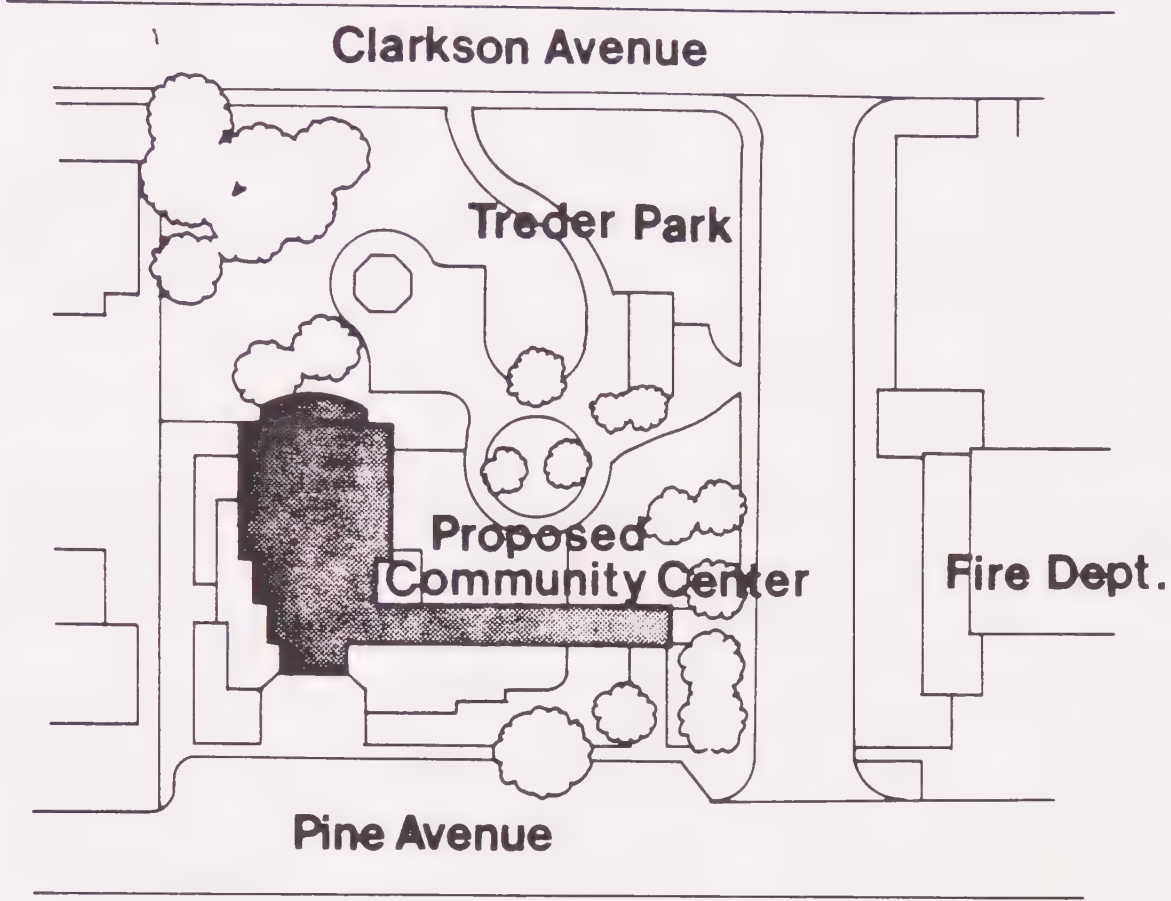 Clarkson Avenue
Treder Park
Proposed
Community Center
Fire Dept.
Pine Avenue